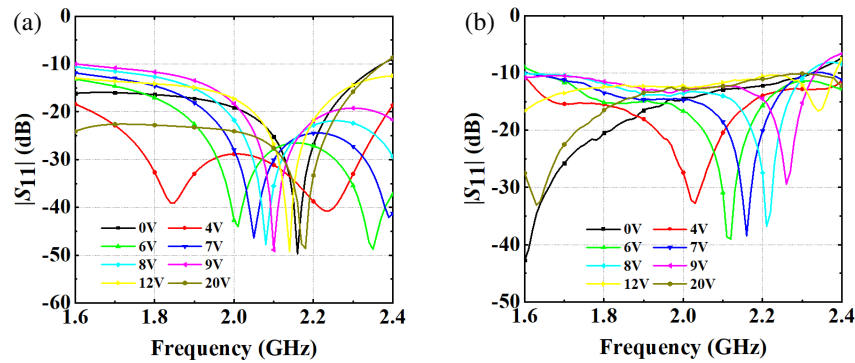 (a)
0
-10
-20
-30
-40
-50
-60
|S11| (dB)
0V 4V
6V 7V
8V 9V
12V 20V
1.6 1.8 2.0 2.2 2.4
Frequency (GHz)
(b)
0
-10
-20
-30
-40
-50
|S11| (dB)
0V 4V
6V 7V
8V 9V
12V 20V
1.6 1.8 2.0 2.2 2.4
Frequency (GHz)